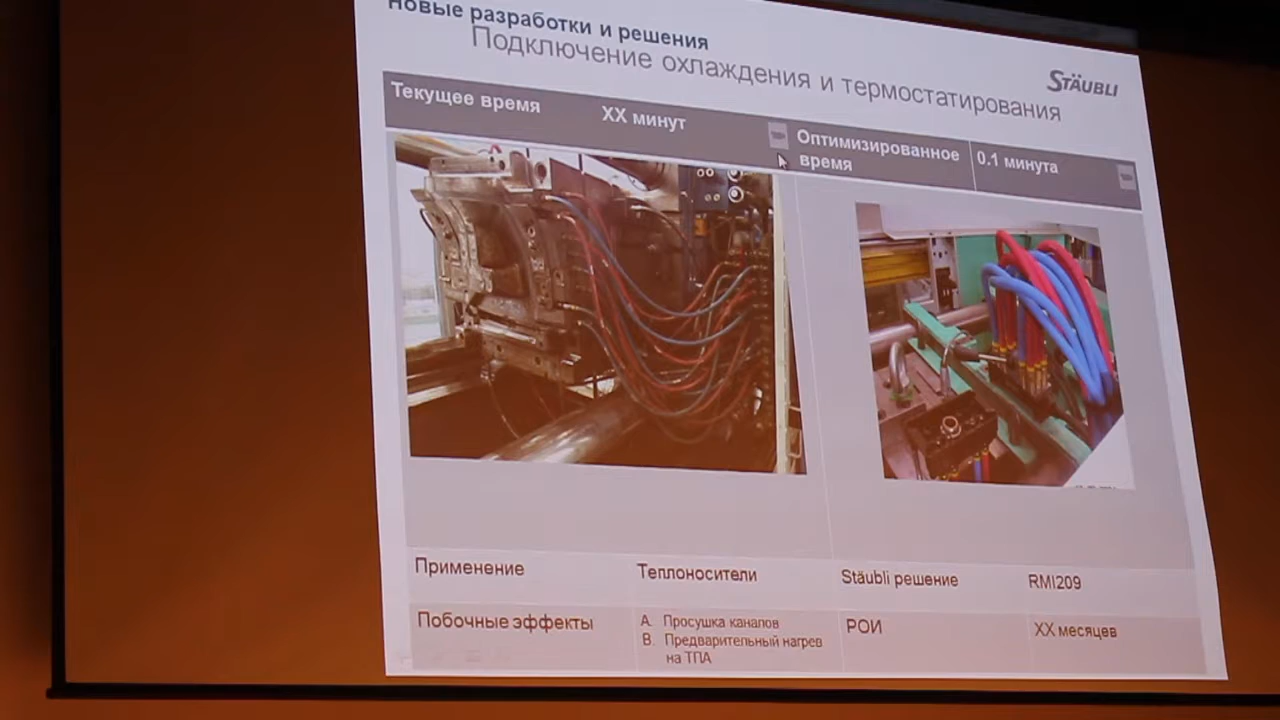 Новые разработки и решения
Подключение охлаждения и термостатирования
STÄUBLI
Текущее время
XX минут
Оптимизированное
время
0.1 минута
Применение
Теплоносители
Stäubli решение
RMI209
Побочные эффекты
A. Просушка каналов
B. Предварительный нагрев
на ТПА
РОИ
XX месяцев